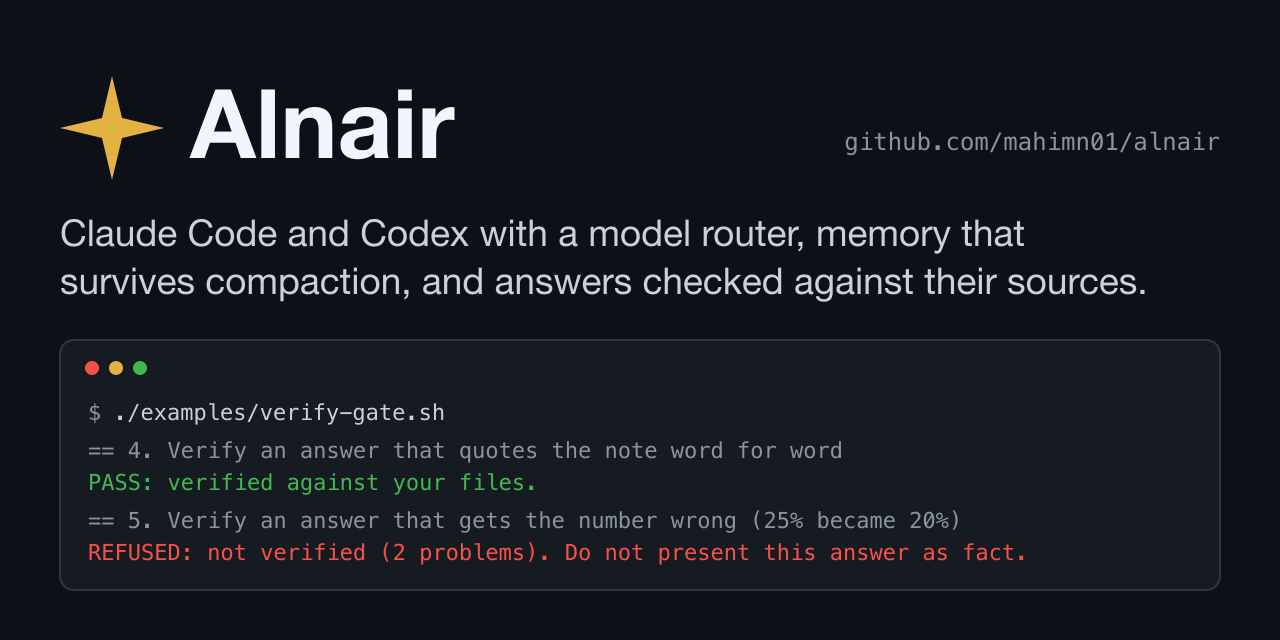 Alnair
github.com/mahimn01/alnair
Claude Code and Codex with a model router, memory that
survives compaction, and answers checked against their sources.
$ ./examples/verify-gate.sh
== 4. Verify an answer that quotes the note word for word
PASS: verified against your files.
== 5. Verify an answer that gets the number wrong (25% became 20%)
REFUSED: not verified (2 problems). Do not present this answer as fact.